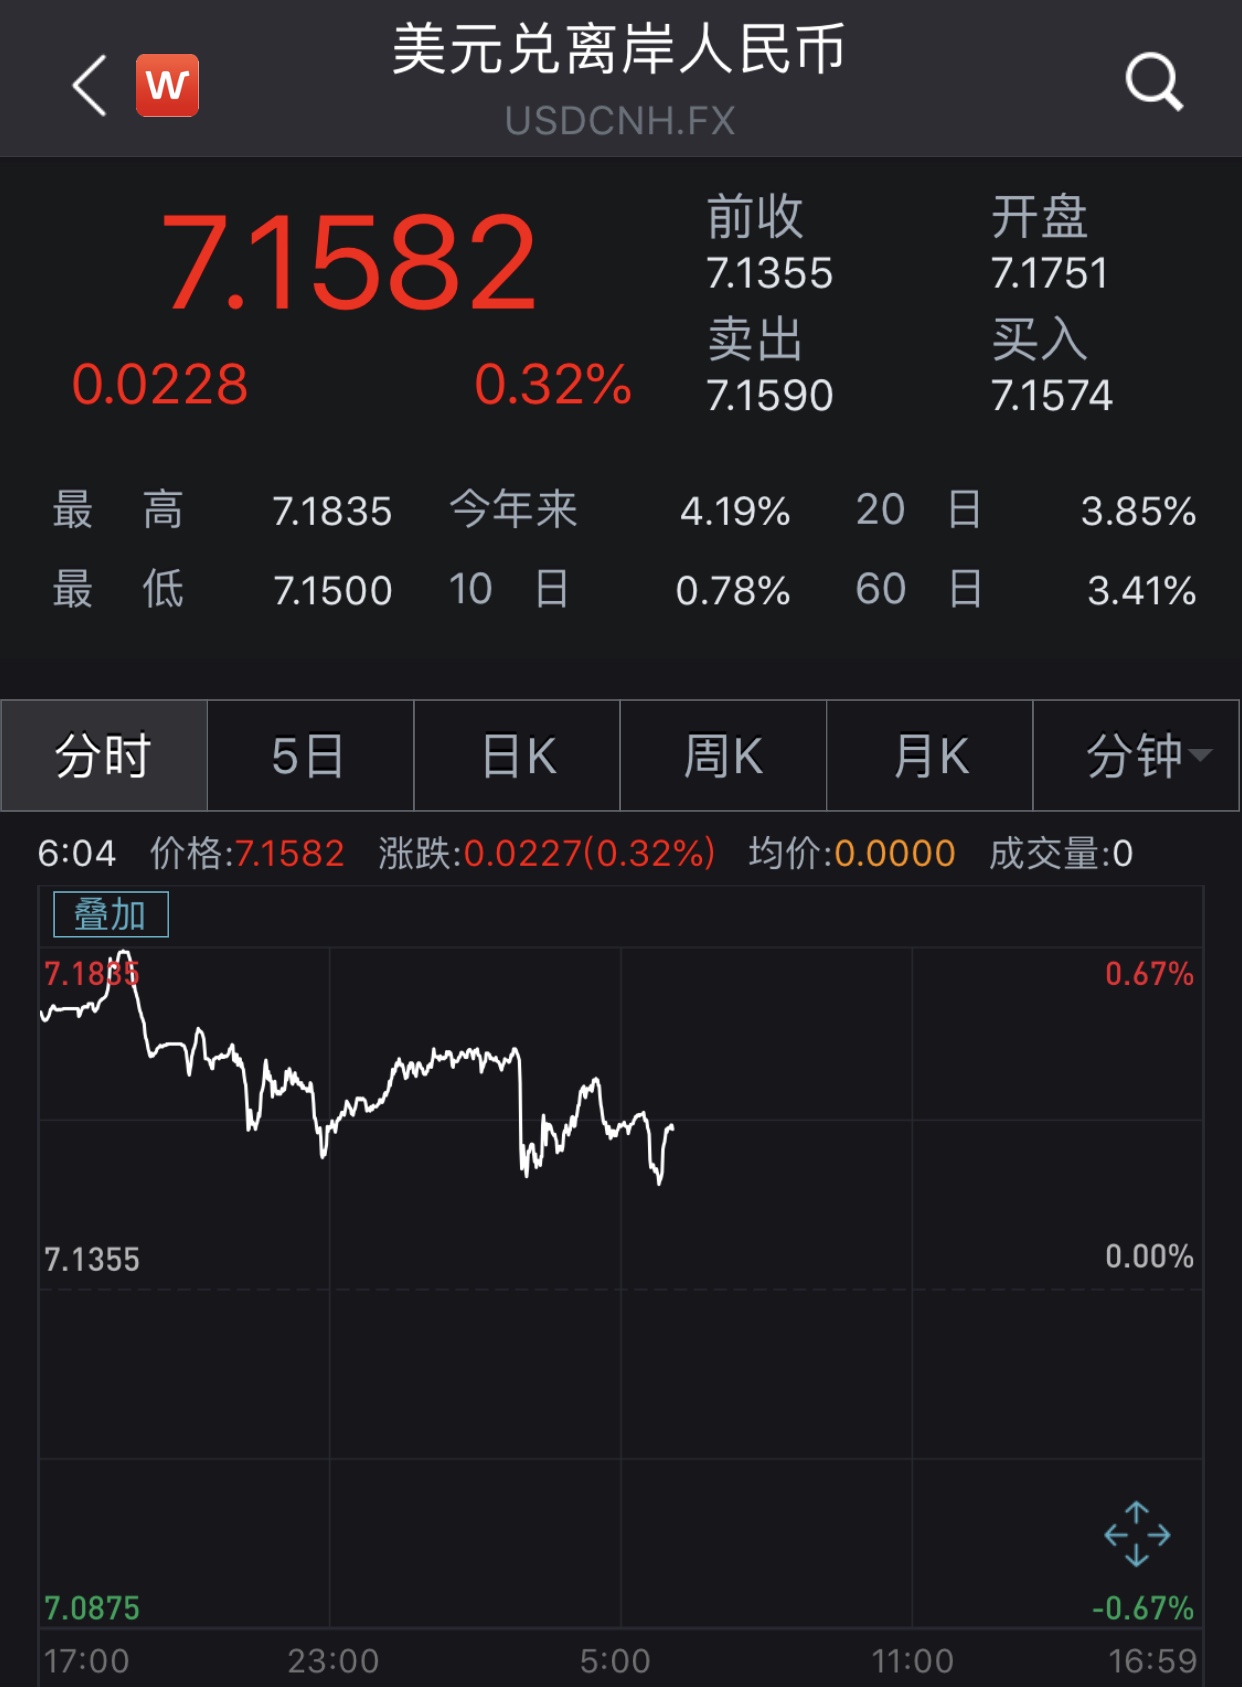 美元兑离岸人民币
W
USDCNH.FX
7.1582
0.0228 0.32%
前收 开盘
7.1355 7.1751
卖出 买入
7.1590 7.1574
最 高 7.1835 今年来 4.19% 20 日 3.85%
最 低 7.1500 10 日 0.78% 60 日 3.41%
分时 5日 日K 周K 月K 分钟
6:04 价格:7.1582 涨跌:0.0227(0.32%) 均价:0.0000 成交量:0
叠加
7.1835 0.67%
7.1355 0.00%
7.0875 -0.67%
17:00 23:00 5:00 11:00 16:59